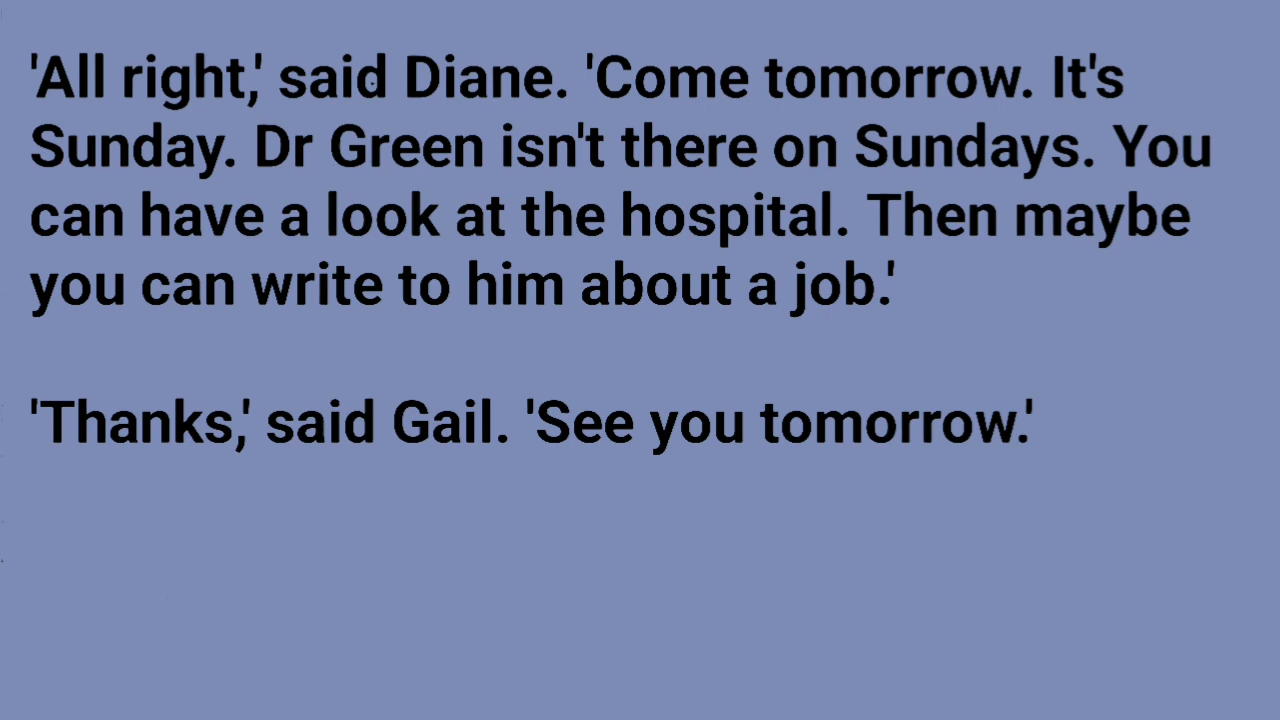 'All right,' said Diane. 'Come tomorrow. It's
Sunday. Dr Green isn't there on Sundays. You
can have a look at the hospital. Then maybe
you can write to him about a job.'
'Thanks,' said Gail. 'See you tomorrow.'